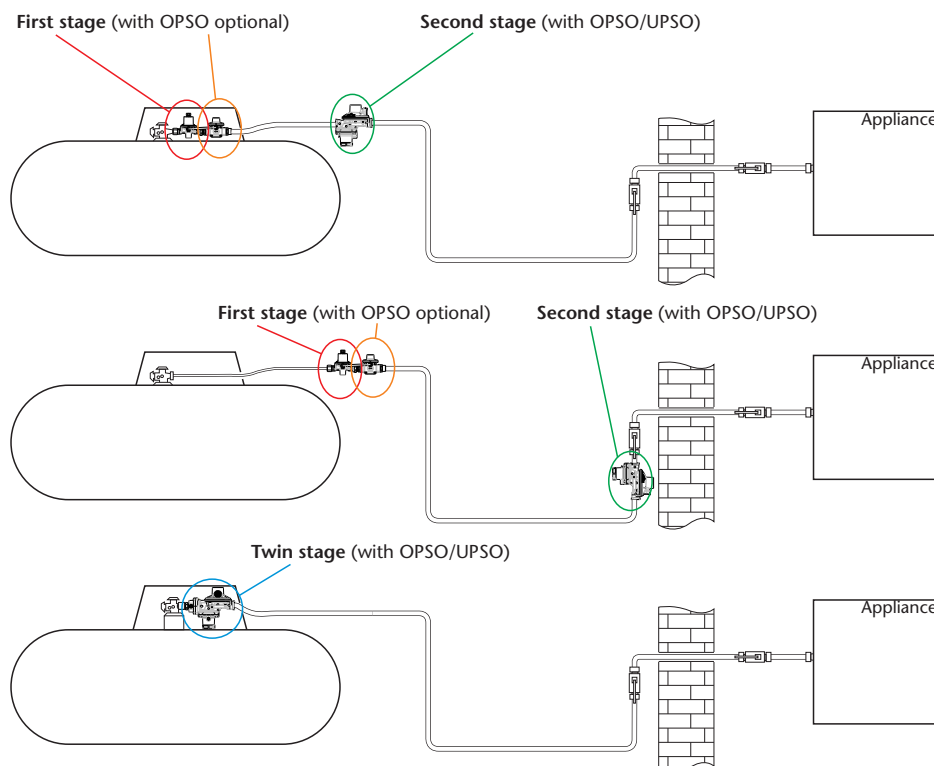 First stage (with OPSO optional)
Second stage (with OPSO/UPSO)
Appliance
First stage (with OPSO optional)
Second stage (with OPSO/UPSO)
Appliance
Twin stage (with OPSO/UPSO)
Appliance